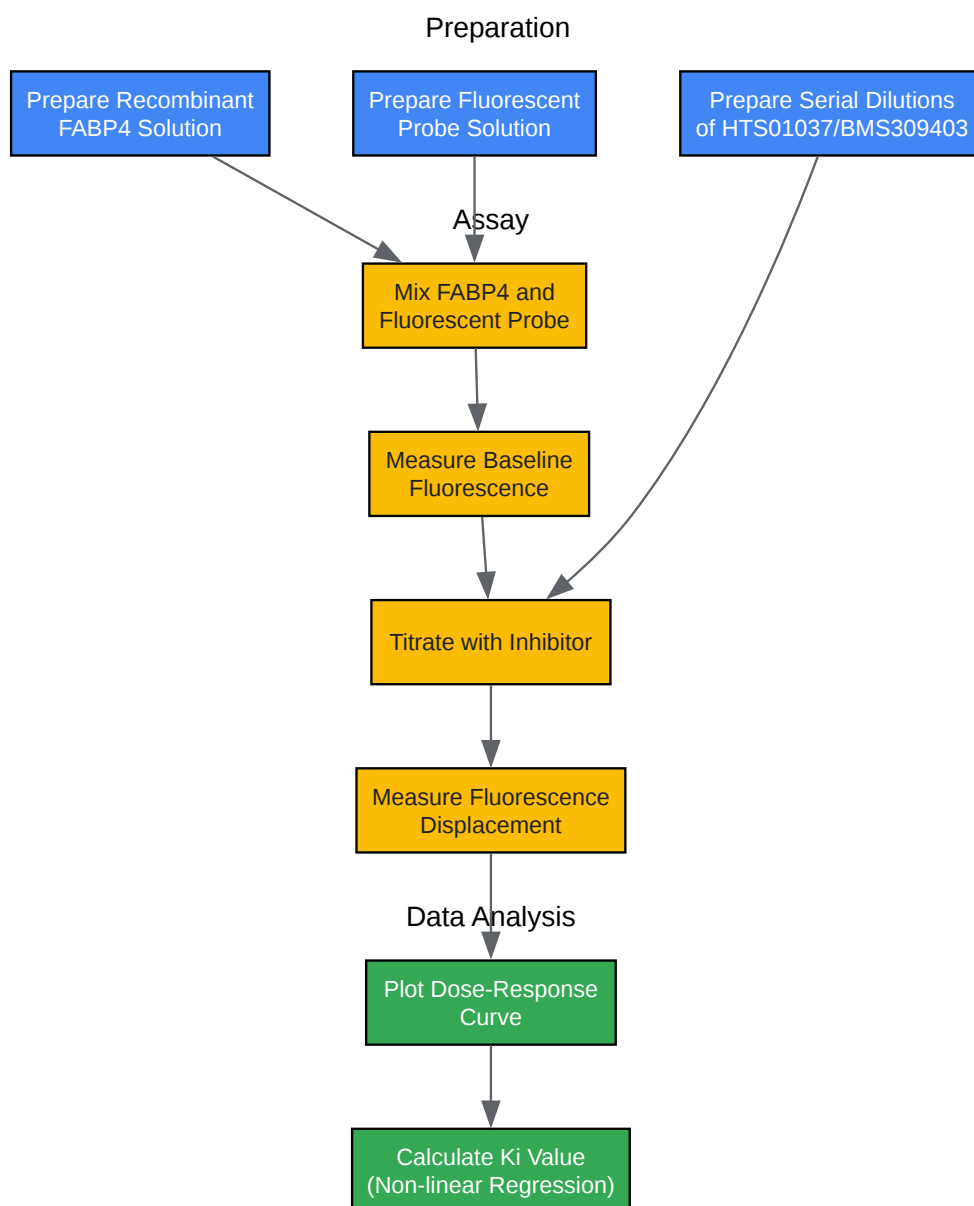 Preparation
Prepare Recombinant
FABP4 Solution
Prepare Fluorescent
Probe Solution
Prepare Serial Dilutions
of HTS01037/BMS309403
Assay
Mix FABP4 and
Fluorescent Probe
Measure Baseline
Fluorescence
Titrate with Inhibitor
Measure Fluorescence
Displacement
Data Analysis
Plot Dose-Response
Curve
Calculate Ki Value
(Non-linear Regression)